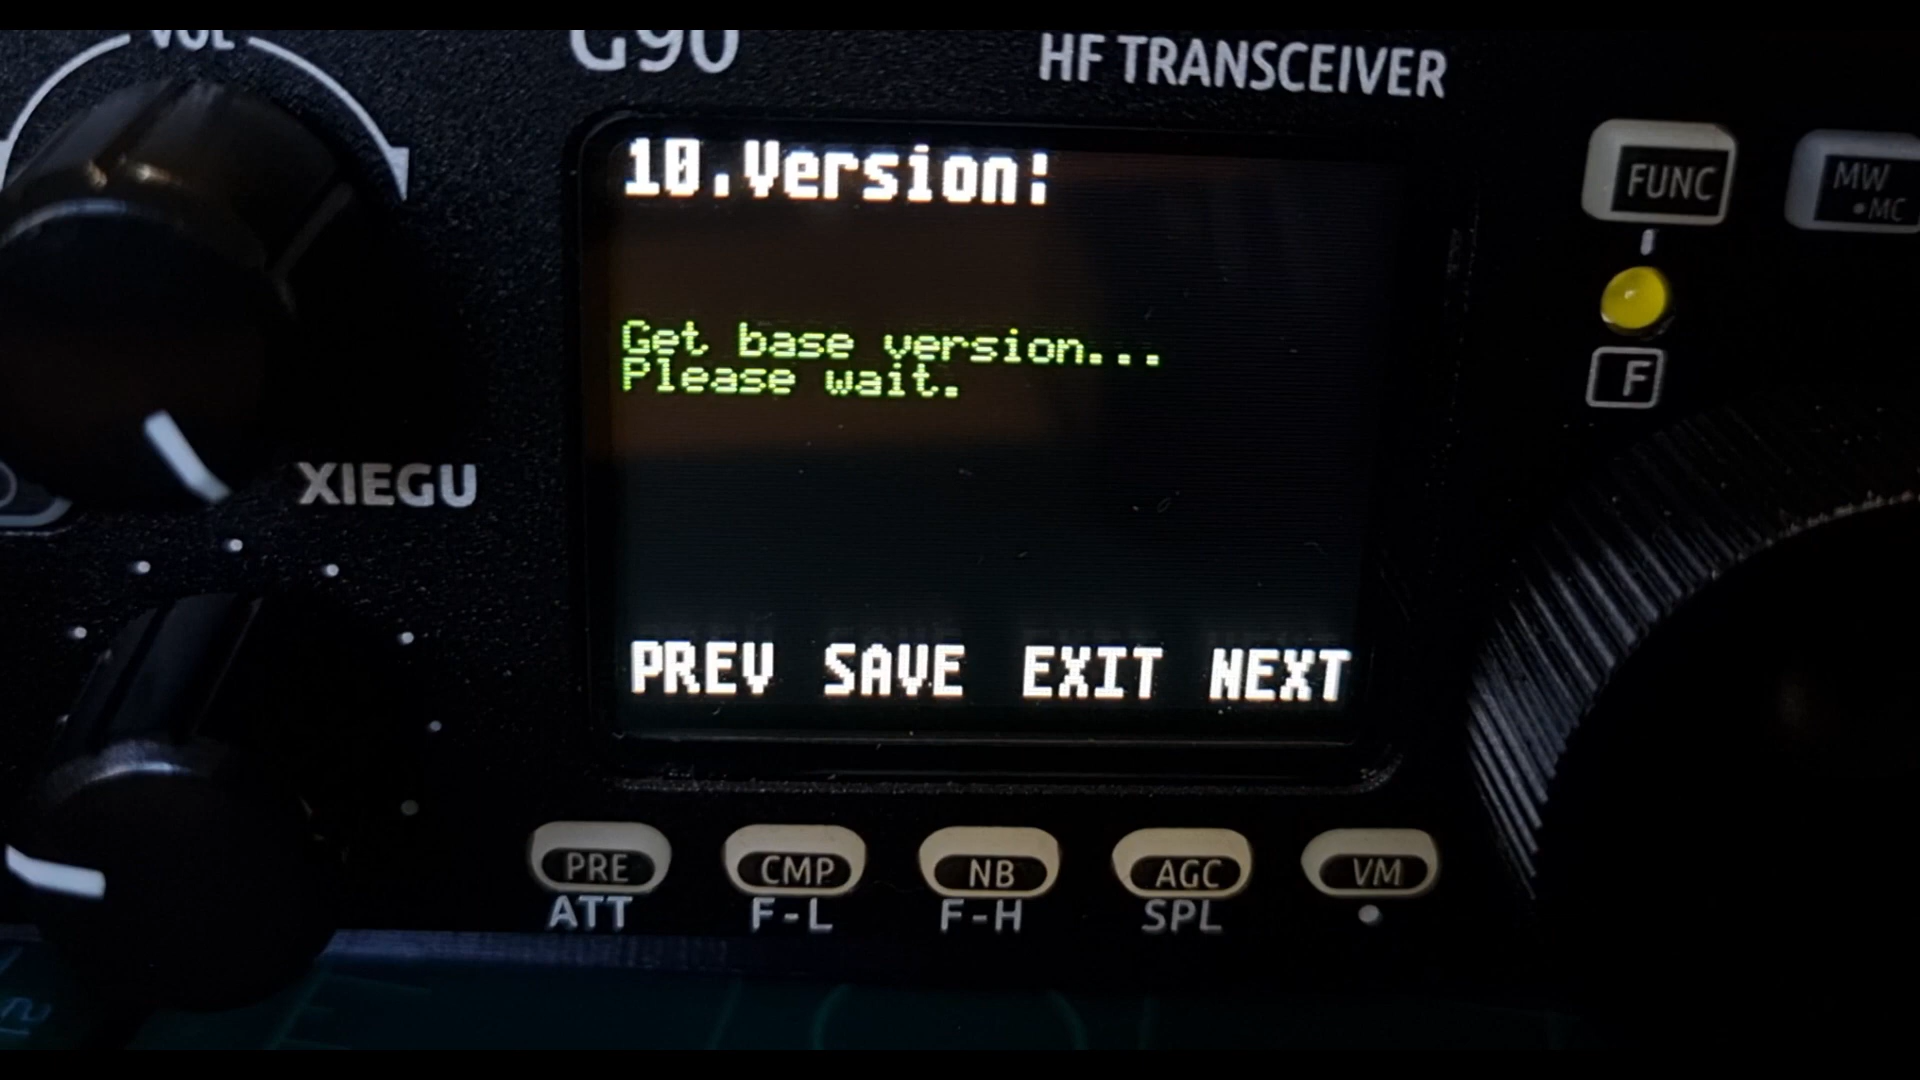 VOL
G90
HF TRANSCEIVER
10.Version:
FUNC
MW
•MC
Get base version...
Please wait.
F
XIEGU
PREV SAVE EXIT NEXT
PRE CMP NB AGC VM
ATT F-L F-H SPL